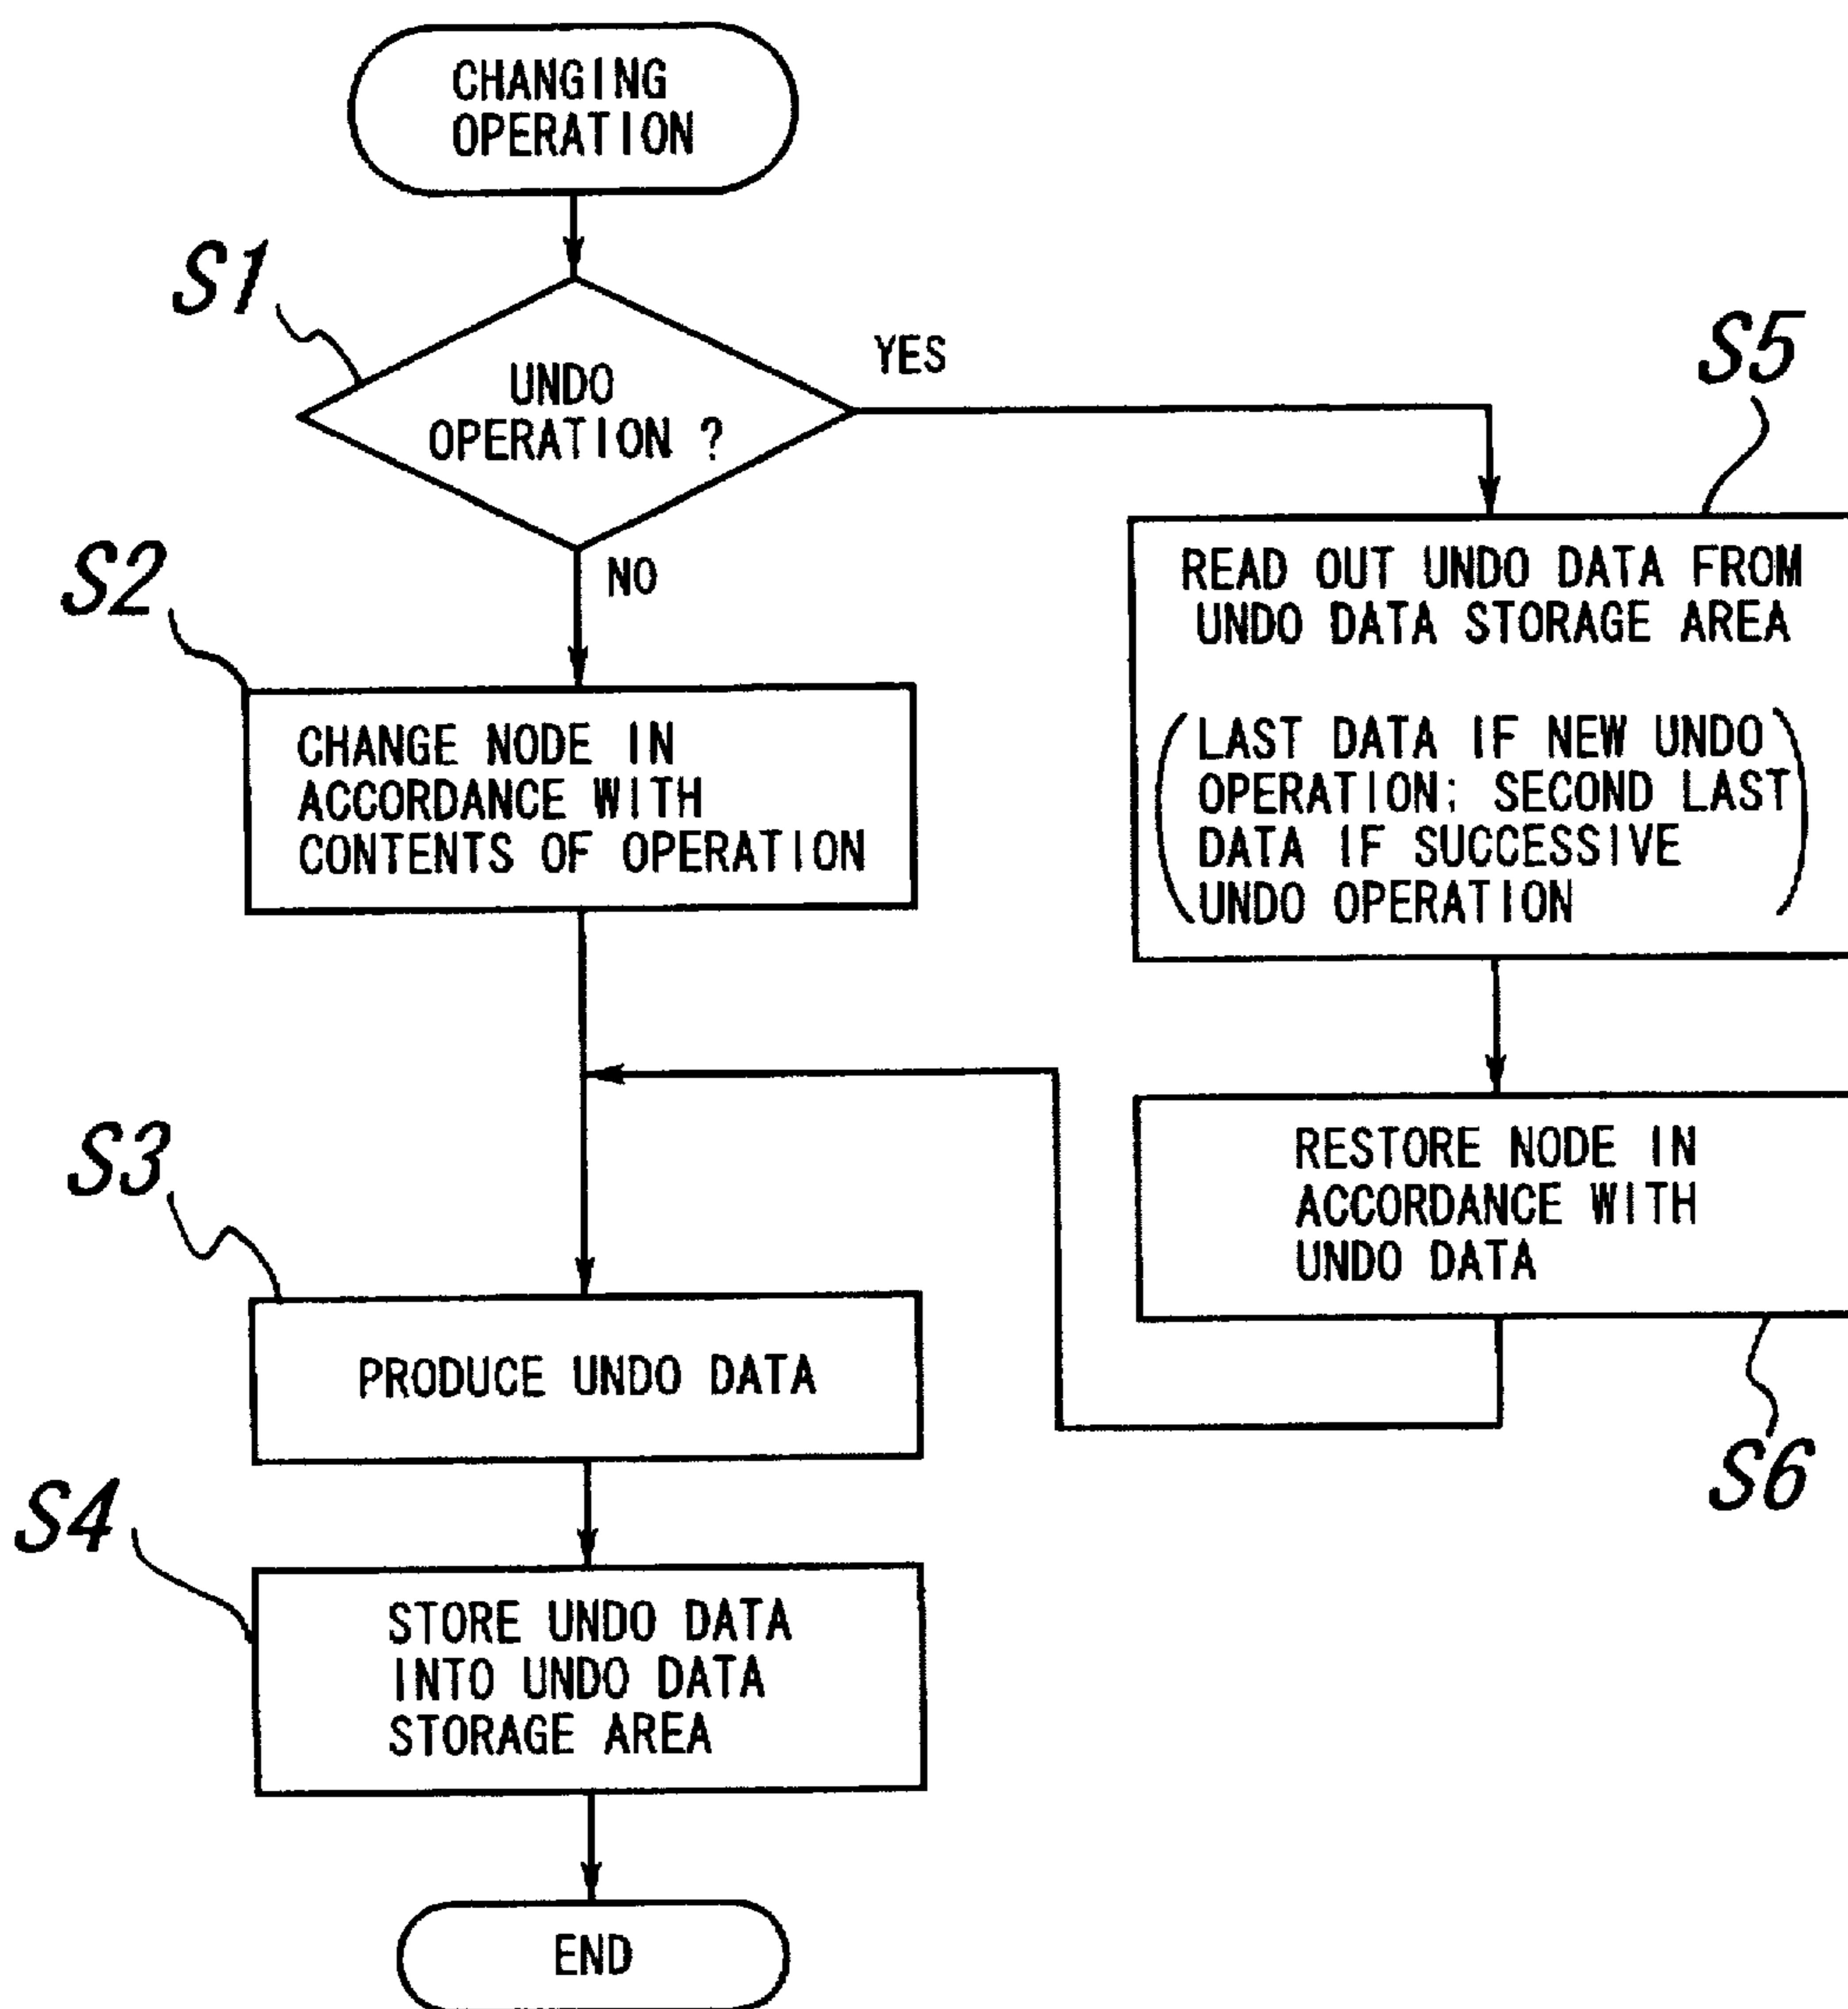 CHANGING
OPERATION
S1
UNDO
OPERATION ?
YES
NO
S2
CHANGE NODE IN
ACCORDANCE WITH
CONTENTS OF OPERATION
S5
READ OUT UNDO DATA FROM
UNDO DATA STORAGE AREA
(LAST DATA IF NEW UNDO
OPERATION; SECOND LAST
DATA IF SUCCESSIVE
UNDO OPERATION)
RESTORE NODE IN
ACCORDANCE WITH
UNDO DATA
S6
S3
PRODUCE UNDO DATA
S4
STORE UNDO DATA
INTO UNDO DATA
STORAGE AREA
END